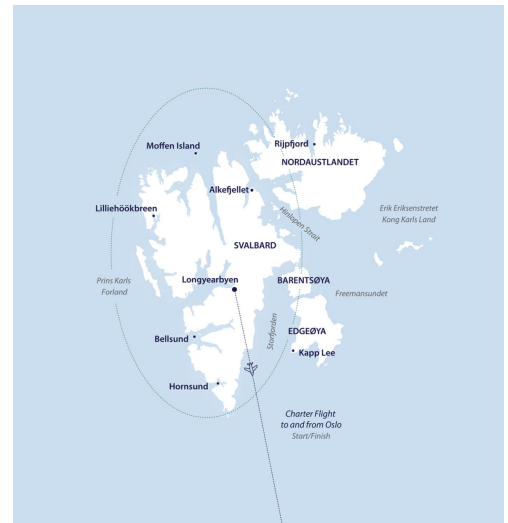 Moffen Island
Rijpfjord
NORDAUSTLANDET
Alkefjellet
Lilliehöökbreen
Hinlopen Strait
Erik Eriksenstretet
Kong Karls Land
SVALBARD
Prins Karls
Forland
Longyearbyen
BARENTSØYA
Freemansundet
Storfjorden
EDGEØYA
Bellsund
Kapp Lee
Hornsund
Charter Flight
to and from Oslo
Start/Finish